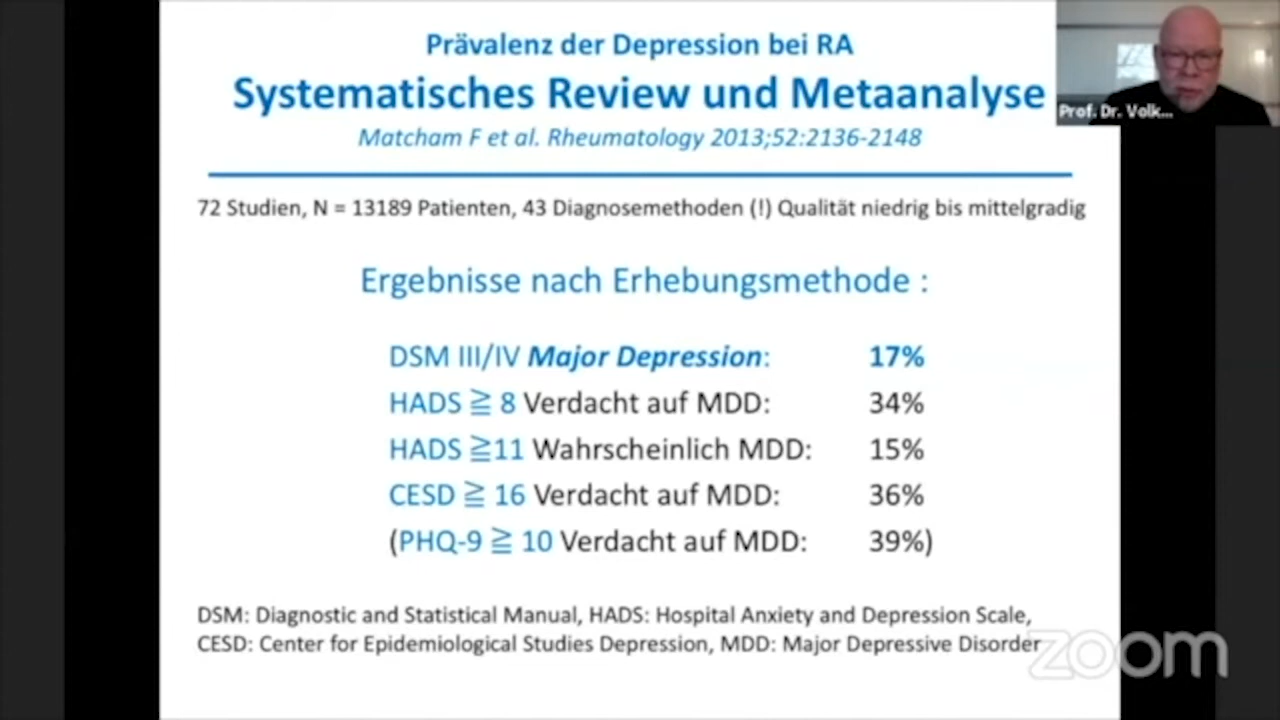 Prävalenz der Depression bei RA
Systematisches Review und Metaanalyse
Matcham F et al. Rheumatology 2013;52:2136-2148
Prof. Dr. Volk...
72 Studien, N = 13189 Patienten, 43 Diagnosemethoden (!) Qualität niedrig bis mittelgradig
Ergebnisse nach Erhebungsmethode :
DSM III/IV Major Depression: 17%
HADS ≧ 8 Verdacht auf MDD: 34%
HADS ≧11 Wahrscheinlich MDD: 15%
CESD ≧ 16 Verdacht auf MDD: 36%
(PHQ-9 ≧ 10 Verdacht auf MDD: 39%)
DSM: Diagnostic and Statistical Manual, HADS: Hospital Anxiety and Depression Scale,
CESD: Center for Epidemiological Studies Depression, MDD: Major Depressive Disorder
zoom